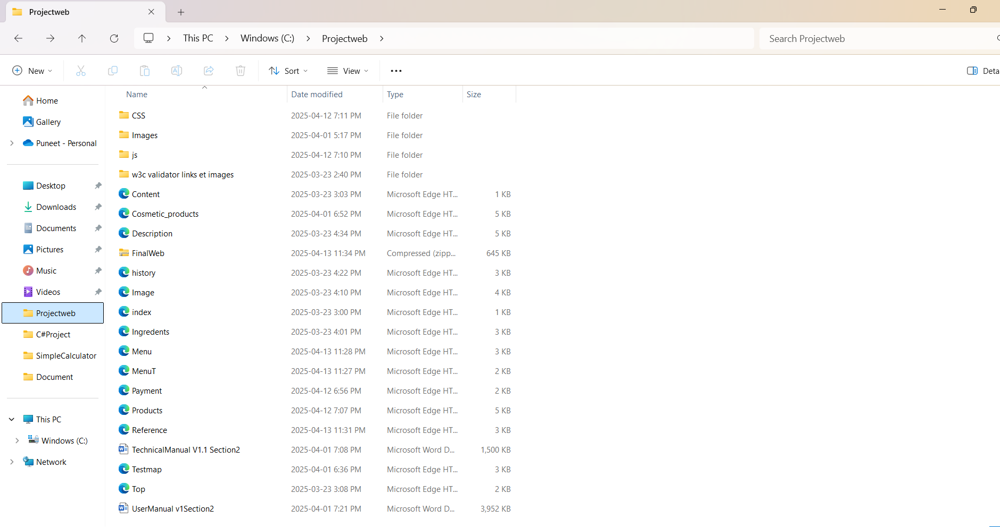 Projectweb
This PC > Windows (C:) > Projectweb >
Search Projectweb
New
Sort
View
Deta
Home
Gallery
Puneet - Personal
Desktop
Downloads
Documents
Pictures
Music
Videos
Projectweb
C#Project
SimpleCalculator
Document
This PC
Windows (C:)
Network
Name Date modified Type Size
CSS 2025-04-12 7:11 PM File folder
Images 2025-04-01 5:17 PM File folder
js 2025-04-12 7:10 PM File folder
w3c validator links et images 2025-03-23 2:40 PM File folder
Content 2025-03-23 3:03 PM Microsoft Edge HT... 1 KB
Cosmetic_products 2025-04-01 6:52 PM Microsoft Edge HT... 5 KB
Description 2025-03-23 4:34 PM Microsoft Edge HT... 5 KB
FinalWeb 2025-04-13 11:34 PM Compressed (zipp... 645 KB
history 2025-03-23 4:22 PM Microsoft Edge HT... 3 KB
Image 2025-03-23 4:10 PM Microsoft Edge HT... 4 KB
index 2025-03-23 3:00 PM Microsoft Edge HT... 1 KB
Ingredents 2025-03-23 4:01 PM Microsoft Edge HT... 3 KB
Menu 2025-04-13 11:28 PM Microsoft Edge HT... 3 KB
MenuT 2025-04-13 11:27 PM Microsoft Edge HT... 2 KB
Payment 2025-04-12 6:56 PM Microsoft Edge HT... 2 KB
Products 2025-04-12 7:07 PM Microsoft Edge HT... 5 KB
Reference 2025-04-13 11:31 PM Microsoft Edge HT... 3 KB
TechnicalManual V1.1 Section2 2025-04-01 7:08 PM Microsoft Word D... 1,500 KB
Testmap 2025-04-01 6:36 PM Microsoft Edge HT... 3 KB
Top 2025-03-23 3:08 PM Microsoft Edge HT... 2 KB
UserManual v1Section2 2025-04-01 7:21 PM Microsoft Word D... 3,952 KB